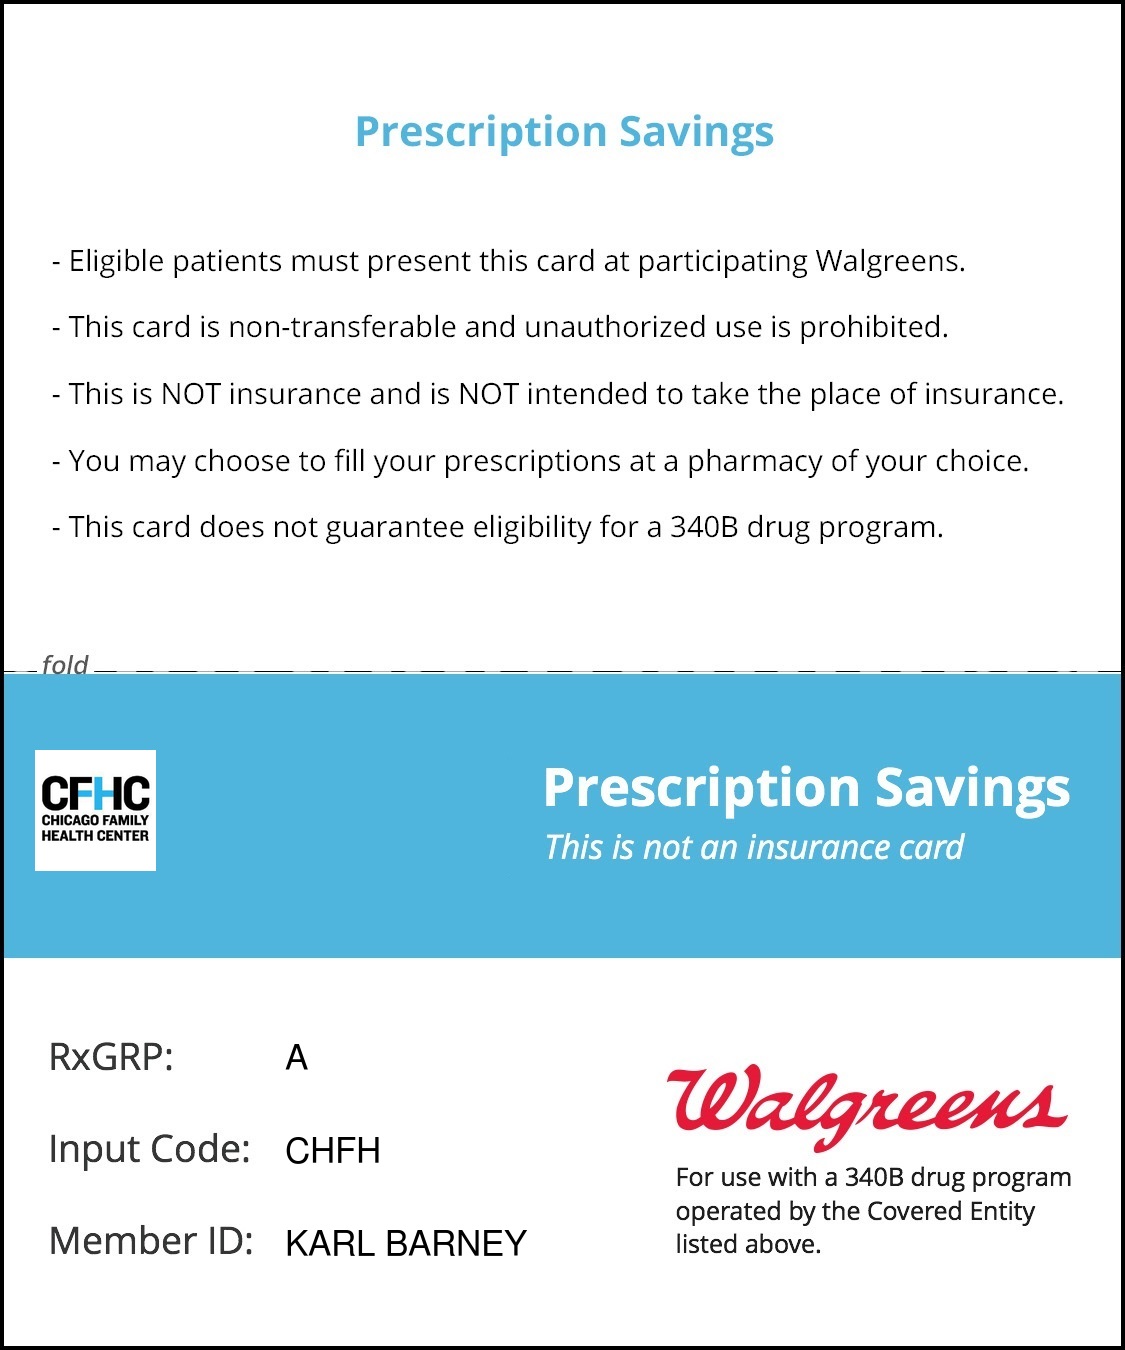 Prescription Savings
- Eligible patients must present this card at participating Walgreens.
- This card is non-transferable and unauthorized use is prohibited.
- This is NOT insurance and is NOT intended to take the place of insurance.
- You may choose to fill your prescriptions at a pharmacy of your choice.
- This card does not guarantee eligibility for a 340B drug program.
fold
CFHC
CHICAGO FAMILY
HEALTH CENTER
Prescription Savings
This is not an insurance card
RxGRP: A
Input Code: CHFH
Member ID: KARL BARNEY
Walgreens
For use with a 340B drug program
operated by the Covered Entity
listed above.